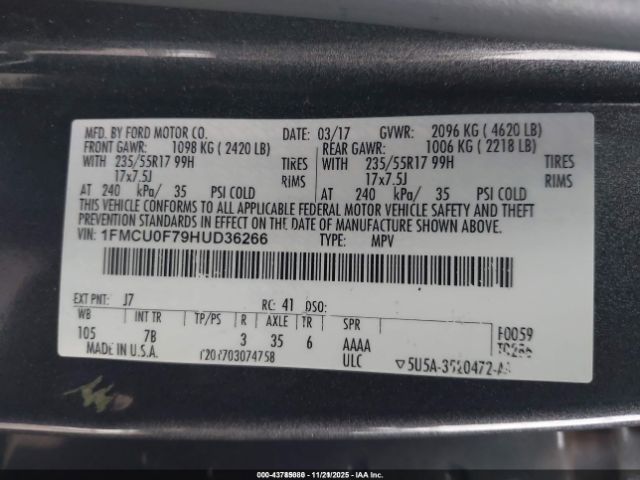 MFD. BY FORD MOTOR CO. DATE: 03/17 GVWR: 2096 KG ( 4620 LB)
FRONT GAWR: 1098 KG ( 2420 LB) REAR GAWR: 1006 KG ( 2218 LB)
WITH 235/55R17 99H TIRES WITH 235/55R17 99H TIRES
17x7.5J RIMS 17x7.5J RIMS
AT 240 kPa/ 35 PSI COLD AT 240 kPa/ 35 PSI COLD
THIS VEHICLE CONFORMS TO ALL APPLICABLE FEDERAL MOTOR VEHICLE SAFETY AND THEFT
PREVENTION STANDARDS IN EFFECT ON THE DATE OF MANUFACTURE SHOWN ABOVE.
VIN: 1FMCU0F79HUD36266 TYPE: MPV
EXT PNT: J7 RC: 41 DSO:
WB INT TR TP/PS R AXLE TR SPR
105 7B 3 35 6 AAAA
ULC
F0059
MADE IN U.S.A.
000-43785086 - 11/21/2025 - Copyright © IAA, Inc.